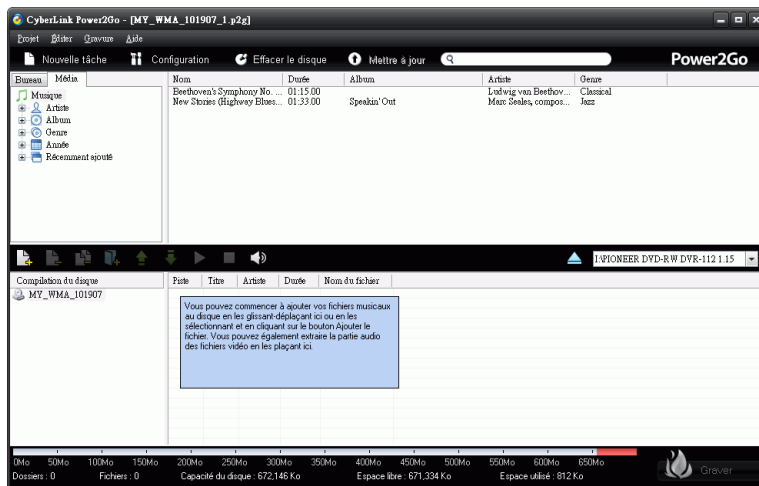 CyberLink Power2Go - [MY_WMA_101907_1.p2g]
Projet Éditer Gravure Aide
Nouvelle tâche Configuration Effacer le disque Mettre à jour Power2Go
Bureau Média
Nom Durée Album Artiste Genre
Musique
Artiste
Album
Genre
Année
Récemment ajouté
Beethoven's Symphony No. ... 01:15.00 Ludwig van Beethov... Classical
New Stories (Highway Blues... 01:33.00 Speakin' Out Marc Seales, compos... Jazz
I:\PIONEER DVD-RW DVR-112 1.15
Compilation du disque
MY_WMA_101907
Piste Titre Artiste Durée Nom du fichier
Vous pouvez commencer à ajouter vos fichiers musicaux
au disque en les glissant-déplaçant ici ou en les
sélectionnant et en cliquant sur le bouton Ajouter le
fichier. Vous pouvez également extraire la partie audio
des fichiers vidéo en les plaçant ici.
0Mo 50Mo 100Mo 150Mo 200Mo 250Mo 300Mo 350Mo 400Mo 450Mo 500Mo 550Mo 600Mo 650Mo
Dossiers : 0 Fichiers : 0 Capacité du disque : 672,146 Ko Espace libre : 671,334 Ko Espace utilisé : 812 Ko
Graver